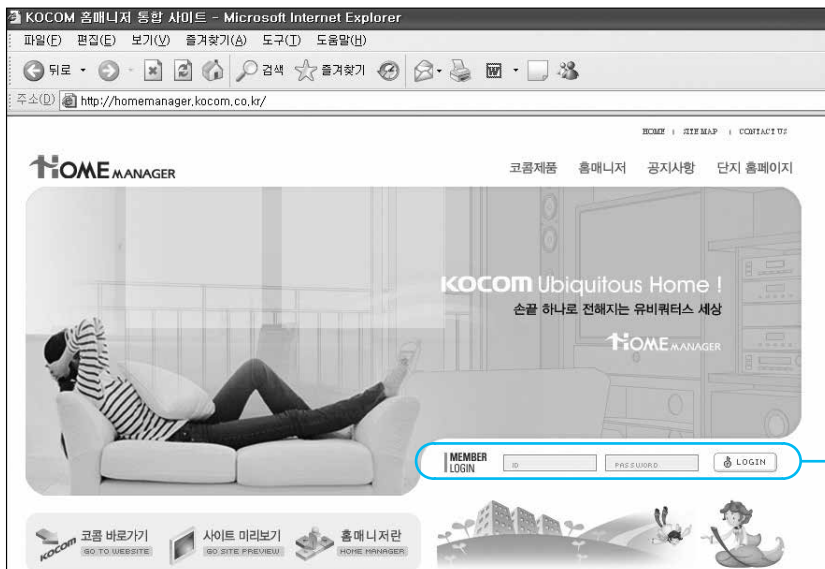 KOCOM 홈매니저 통합 사이트 - Microsoft Internet Explorer
파일(F) 편집(E) 보기(V) 즐겨찾기(A) 도구(T) 도움말(H)
뒤로 검색 즐겨찾기
주소(D) http://homemanager.kocom.co.kr/
HOME | SITEMAP | CONTACT US
HOME MANAGER 코콤제품 홈매니저 공지사항 단지 홈페이지
KOCOM Ubiquitous Home !
손끝 하나로 전해지는 유비쿼터스 세상
HOME MANAGER
MEMBER
LOGIN ID PASSWORD LOGIN
코콤 바로가기 사이트 미리보기 홈매니저란
KOCOM GO TO WEBSITE GO SITE PREVIEW HOME MANAGER